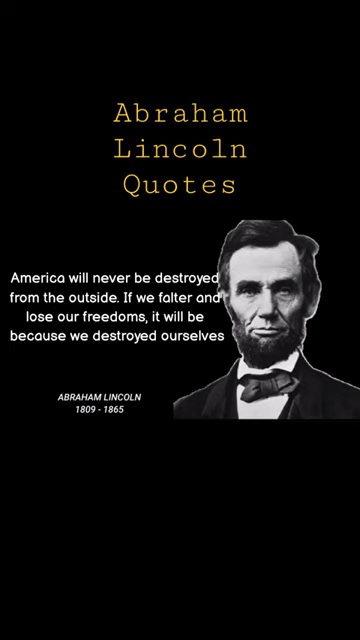 Abraham
Lincoln
Quotes
America will never be destroyed
from the outside. If we falter and
lose our freedoms, it will be
because we destroyed ourselves
ABRAHAM LINCOLN
1809 - 1865